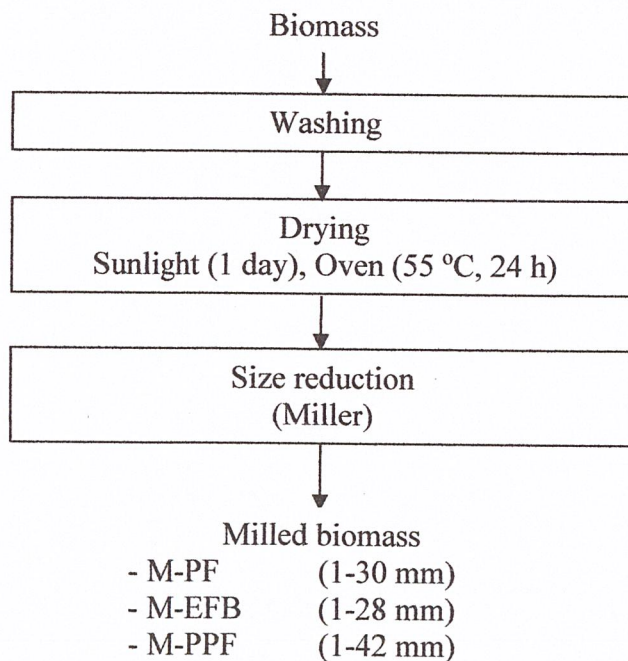 Biomass
Washing
Drying
Sunlight (1 day), Oven (55 °C, 24 h)
Size reduction
(Miller)
Milled biomass
- M-PF (1-30 mm)
- M-EFB (1-28 mm)
- M-PPF (1-42 mm)